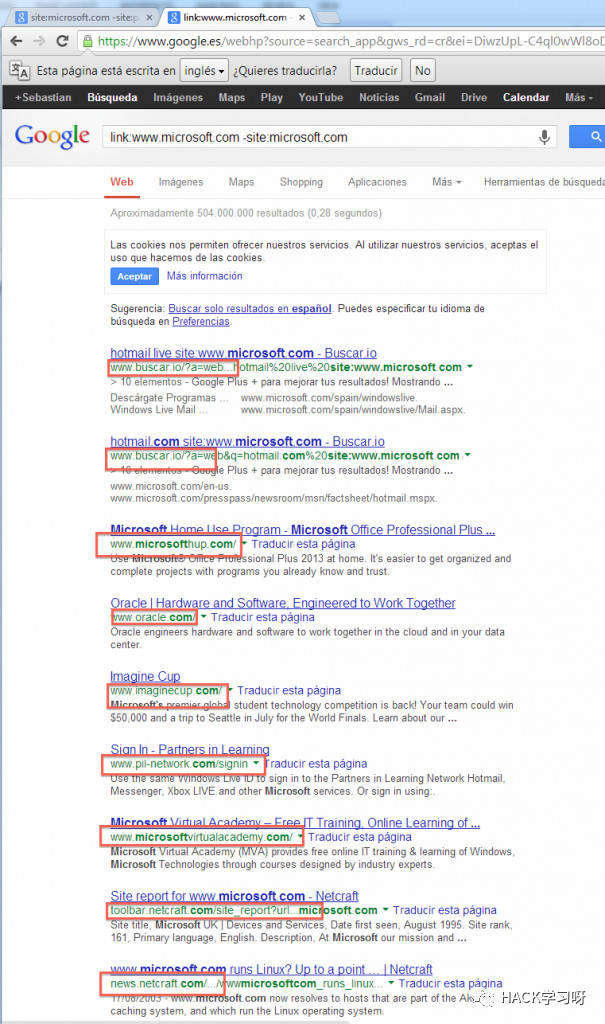 site:microsoft.com -site:p
link:www.microsoft.com -
https://www.google.es/webhp?source=search_app&gws_rd=cr&ei=DiwzUpL-C4ql0wWl8oD
Esta página está escrita en inglés ¿Quieres traducirla? Traducir No
+Sebastian Búsqueda Imágenes Maps Play YouTube Noticias Gmail Drive Calendar Más
Google link:www.microsoft.com -site:microsoft.com
Web Imágenes Maps Shopping Aplicaciones Más Herramientas de búsqueda
Aproximadamente 504.000.000 resultados (0,28 segundos)
Las cookies nos permiten ofrecer nuestros servicios. Al utilizar nuestros servicios, aceptas el
uso que hacemos de las cookies.
Aceptar Más información
Sugerencia: Buscar solo resultados en español. Puedes especificar tu idioma de
búsqueda en Preferencias.
hotmail live site:www.microsoft.com - Buscar.io
www.buscar.io/?a=web...hotmail%20live%20site:www.microsoft.com
> 10 elementos - Google Plus + para mejorar tus resultados! Mostrando ...
Descárgate Programas ... www.microsoft.com/spain/windowslive.
Windows Live Mail ... www.microsoft.com/spain/windowslive/Mail.aspx.
hotmail.com site:www.microsoft.com - Buscar.io
www.buscar.io/?a=web&q=hotmail.com%20site:www.microsoft.com
> 10 elementos - Google Plus + para mejorar tus resultados! Mostrando ...
www.microsoft.com/en-us.
www.microsoft.com/presspass/newsroom/msn/factsheet/hotmail.mspx.
Microsoft Home Use Program - Microsoft Office Professional Plus ...
www.microsofthup.com/ Traducir esta página
Use Microsoft® Office Professional Plus 2013 at home. It's easier to get organized and
complete projects with programs you already know and trust.
Oracle | Hardware and Software, Engineered to Work Together
www.oracle.com/ Traducir esta página
Oracle engineers hardware and software to work together in the cloud and in your data
center.
Imagine Cup
www.imaginecup.com/ Traducir esta página
Microsoft's premier global student technology competition is back! Your team could win
$50,000 and a trip to Seattle in July for the World Finals. Learn about our ...
Sign In - Partners in Learning
www.pil-network.com/signin Traducir esta página
Use the same Windows Live ID to sign in to the Partners in Learning Network Hotmail,
Messenger, Xbox LIVE and other Microsoft services. Or sign in using:.
Microsoft Virtual Academy – Free IT Training, Online Learning of ...
www.microsoftvirtualacademy.com/ Traducir esta página
Microsoft Virtual Academy (MVA) provides free online IT training & learning of Windows,
Microsoft Technologies through courses designed by industry experts.
Site report for www.microsoft.com - Netcraft
toolbar.netcraft.com/site_report?url...microsoft.com Traducir esta página
Site title, Microsoft UK | Devices and Services, Date first seen, August 1995. Site rank,
161, Primary language, English. Description, At Microsoft our mission and ...
www.microsoft.com runs Linux? Up to a point ... | Netcraft
news.netcraft.com/.../wwwmicrosoftcom_runs_linux... Traducir esta página
17/08/2003 - www.microsoft.com now resolves to hosts that are part of the
caching system, and which run the Linux operating system.
HACK学习呀